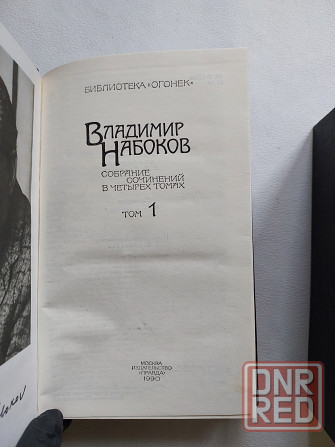 БИБЛИОТЕКА «ОГОНЕК»
ВЛАДИМИР
НАБОКОВ
СОБРАНИЕ
СОЧИНЕНИЙ
В ЧЕТЫРЕХ ТОМАХ
ТОМ 1
МОСКВА
ИЗДАТЕЛЬСТВО
«ПРАВДА»
1990
DNR
RED